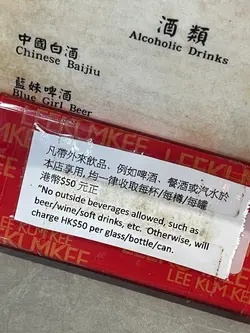 酒類
Alcoholic Drinks
中國白酒
Chinese Baijiu
藍妹啤酒
Blue Girl Beer
KUMKEE
LEE KUM KEE
凡帶外來飲品，例如啤酒、餐酒或汽水於
本店享用，均一律收取每杯/每樽/每罐
港幣$50 元正
"No outside beverages allowed, such as
beer/wine/soft drinks, etc. Otherwise, will
charge HK$50 per glass/bottle/can.
LEE KUM KEE